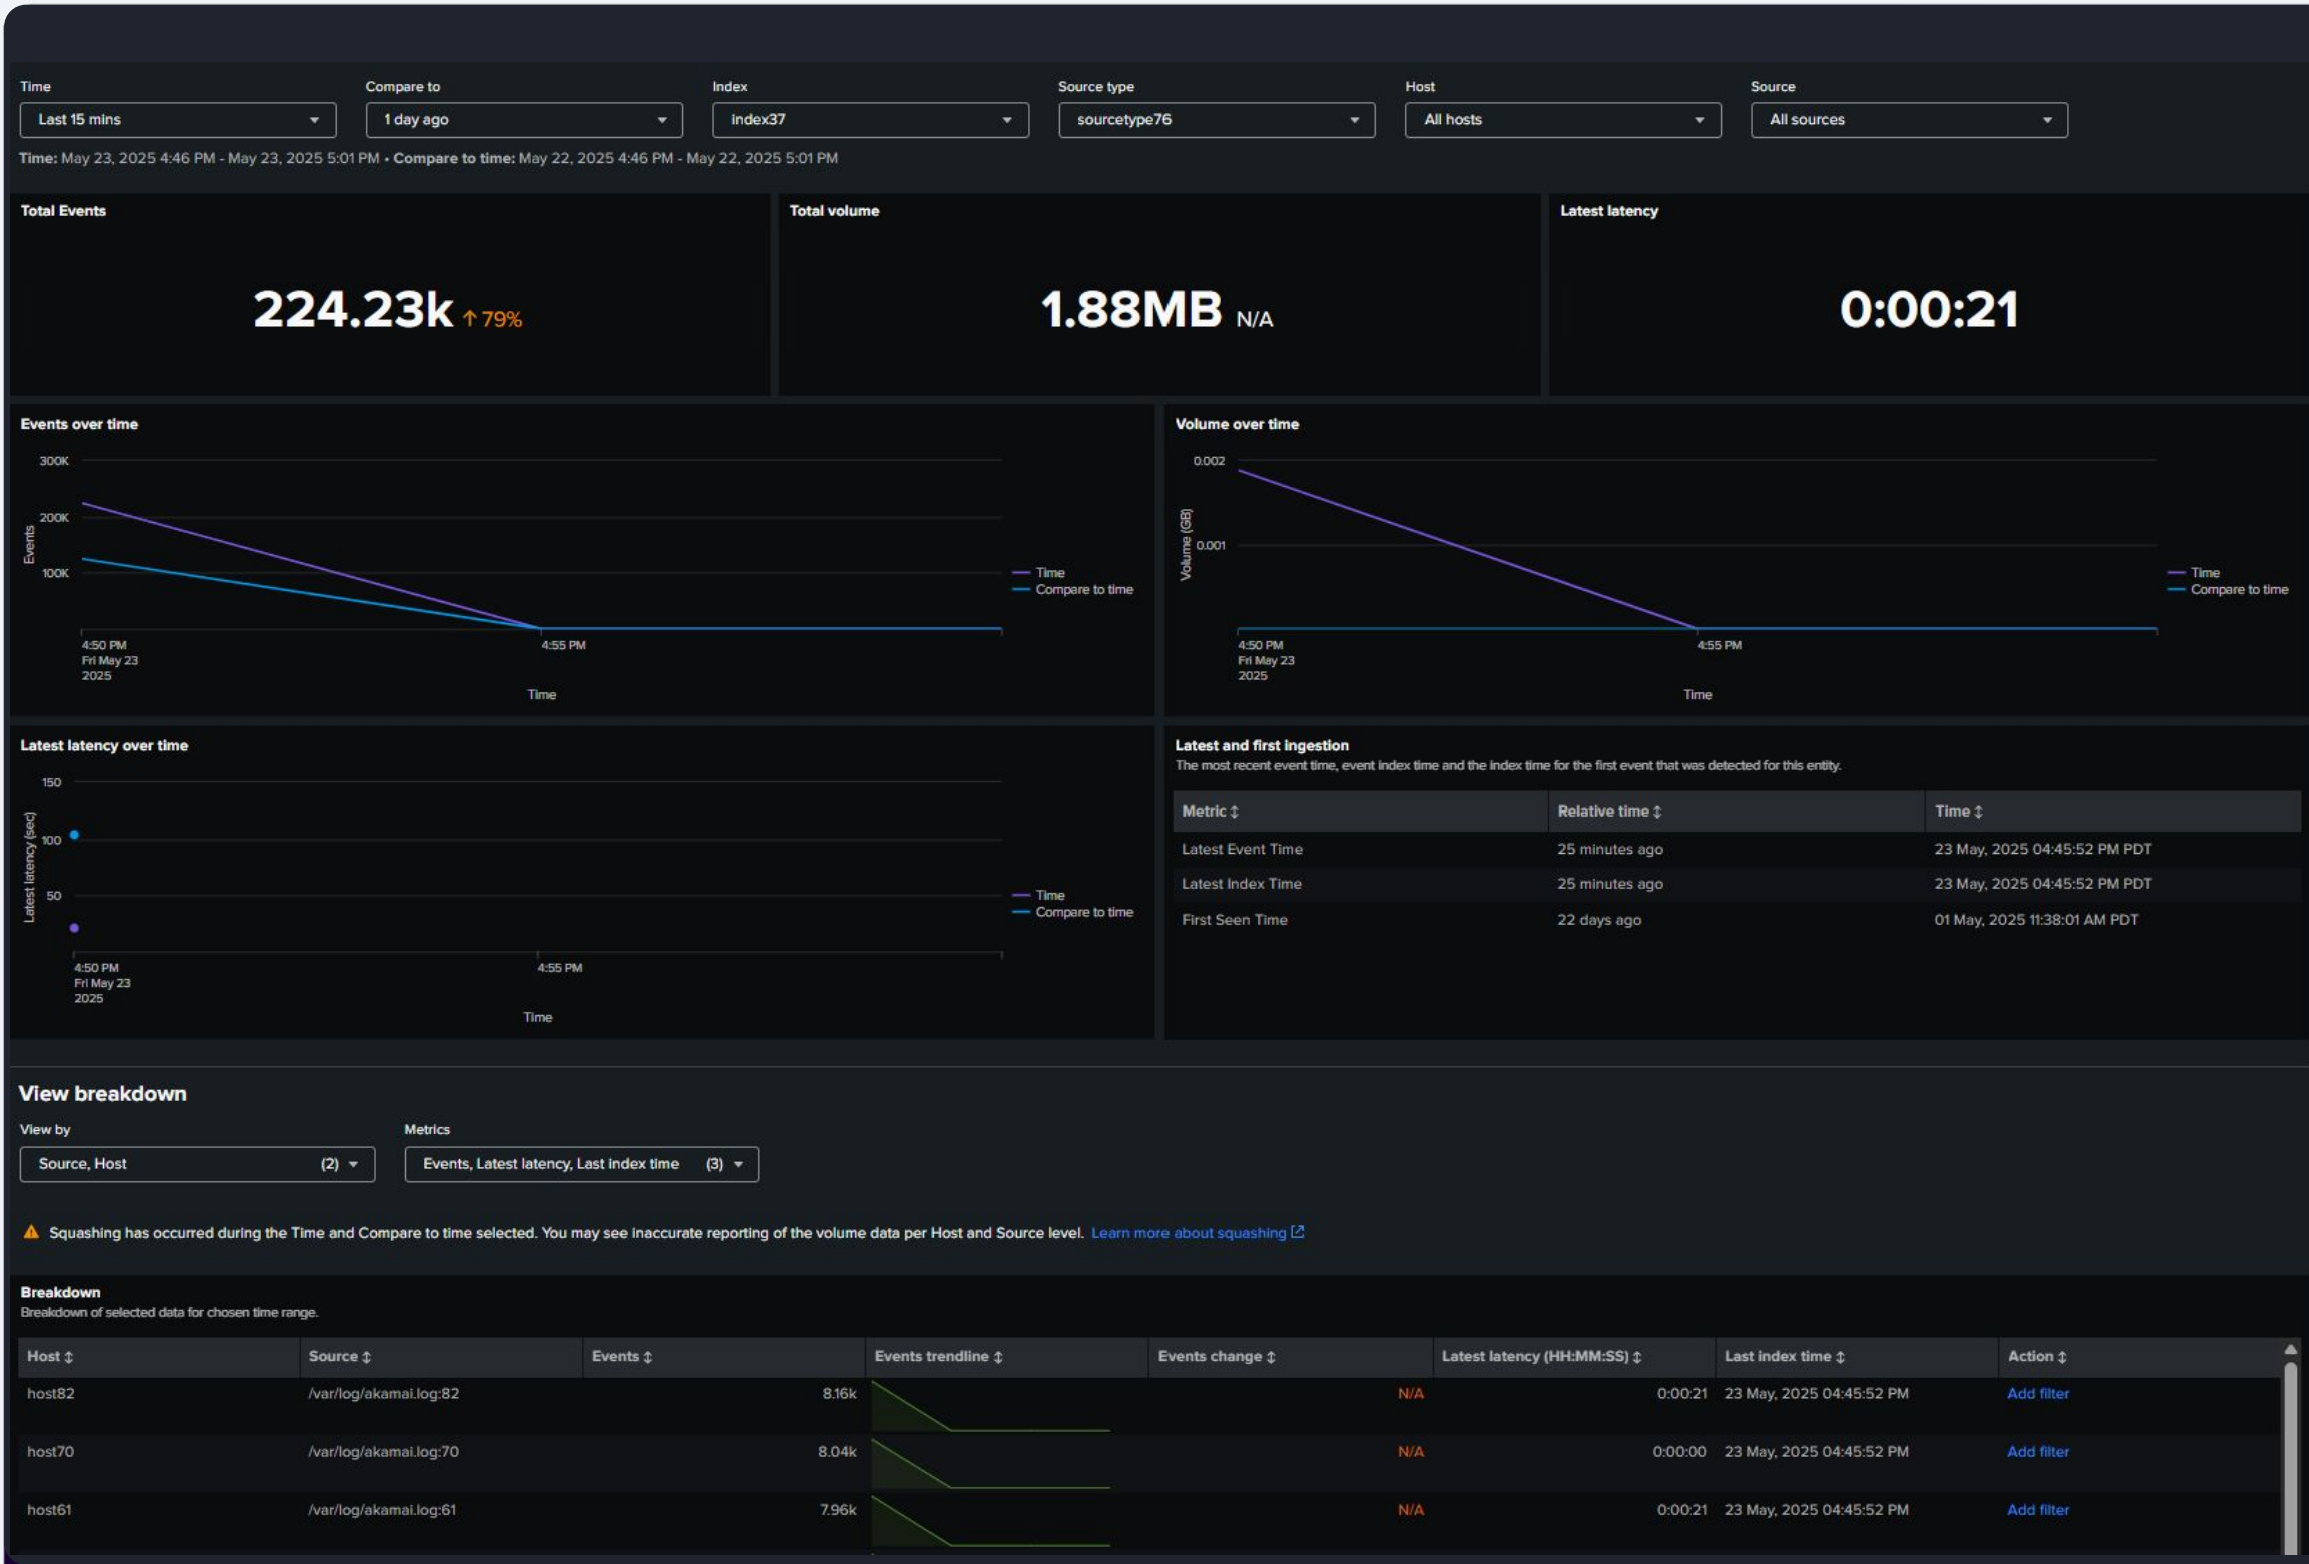 Time Compare to Index Source type Host Source
Last 15 mins 1 day ago index37 sourcetype76 All hosts All sources
Time: May 23, 2025 4:46 PM - May 23, 2025 5:01 PM • Compare to time: May 22, 2025 4:46 PM - May 22, 2025 5:01 PM
Total Events
224.23k ↑ 79%
Total volume
1.88MB N/A
Latest latency
0:00:21
Events over time
300K
200K
100K
Events
4:50 PM
Fri May 23
2025
4:55 PM
Time
Time
Compare to time
Volume over time
0.002
0.001
Volume (GB)
4:50 PM
Fri May 23
2025
4:55 PM
Time
Time
Compare to time
Latest latency over time
150
100
50
Latest latency (sec)
4:50 PM
Fri May 23
2025
4:55 PM
Time
Time
Compare to time
Latest and first ingestion
The most recent event time, event index time and the index time for the first event that was detected for this entity.
Metric Relative time Time
Latest Event Time 25 minutes ago 23 May, 2025 04:45:52 PM PDT
Latest Index Time 25 minutes ago 23 May, 2025 04:45:52 PM PDT
First Seen Time 22 days ago 01 May, 2025 11:38:01 AM PDT
View breakdown
View by Metrics
Source, Host (2) Events, Latest latency, Last index time (3)
Squashing has occurred during the Time and Compare to time selected. You may see inaccurate reporting of the volume data per Host and Source level. Learn more about squashing
Breakdown
Breakdown of selected data for chosen time range.
Host Source Events Events trendline Events change Latest latency (HH:MM:SS) Last index time Action
host82 /var/log/akamai.log:82 8.16k N/A 0:00:21 23 May, 2025 04:45:52 PM Add filter
host70 /var/log/akamai.log:70 8.04k N/A 0:00:00 23 May, 2025 04:45:52 PM Add filter
host61 /var/log/akamai.log:61 7.96k N/A 0:00:21 23 May, 2025 04:45:52 PM Add filter